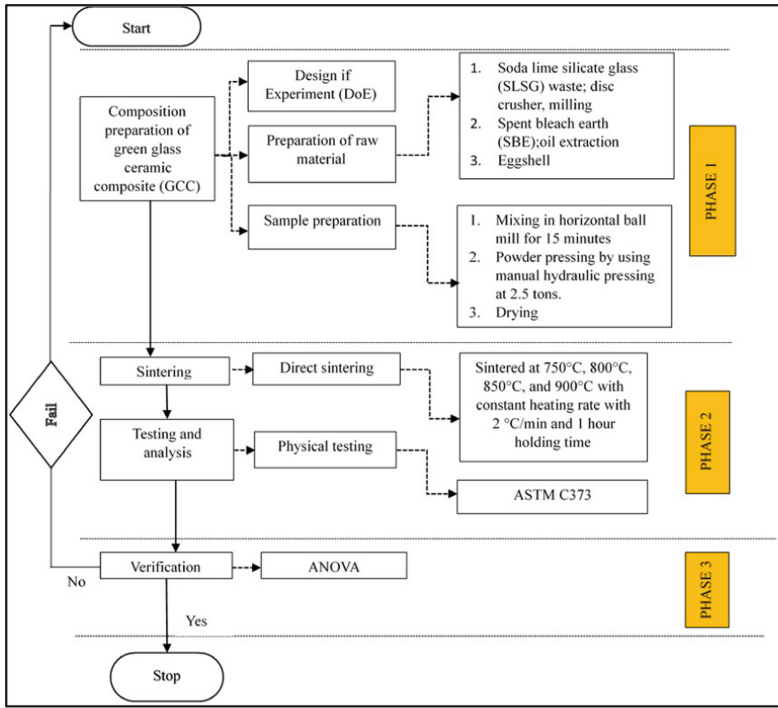 Start
Composition
preparation of
green glass
ceramic
composite (GCC)
Design if
Experiment (DoE)
Preparation of raw
material
Sample preparation
1. Soda lime silicate glass
(SLSG) waste; disc
crusher, milling
2. Spent bleach earth
(SBE);oil extraction
3. Eggshell
1. Mixing in horizontal ball
mill for 15 minutes
2. Powder pressing by using
manual hydraulic pressing
at 2.5 tons.
3. Drying
PHASE 1
Sintering
Direct sintering
Sintered at 750°C, 800°C,
850°C, and 900°C with
constant heating rate with
2 °C/min and 1 hour
holding time
Fail
Testing and
analysis
Physical testing
ASTM C373
PHASE 2
Verification
ANOVA
No
Yes
PHASE 3
Stop